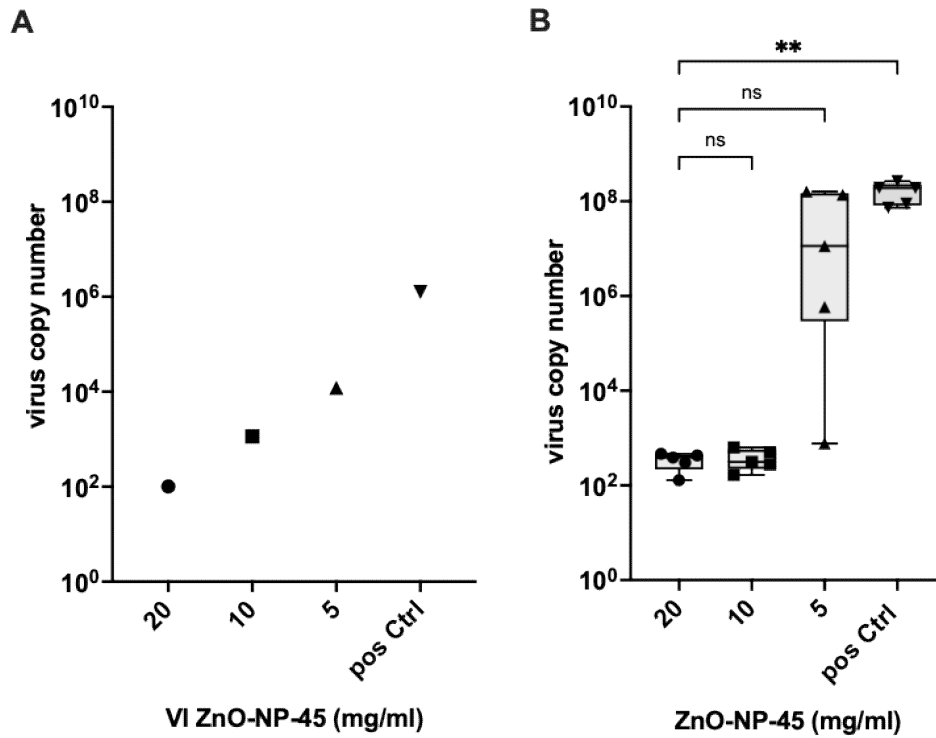 A
virus copy number
10^10
10^8
10^6
10^4
10^2
10^0
20
10
5
pos Ctrl
VI ZnO-NP-45 (mg/ml)
B
**
ns
ns
virus copy number
10^10
10^8
10^6
10^4
10^2
10^0
20
10
5
pos Ctrl
ZnO-NP-45 (mg/ml)